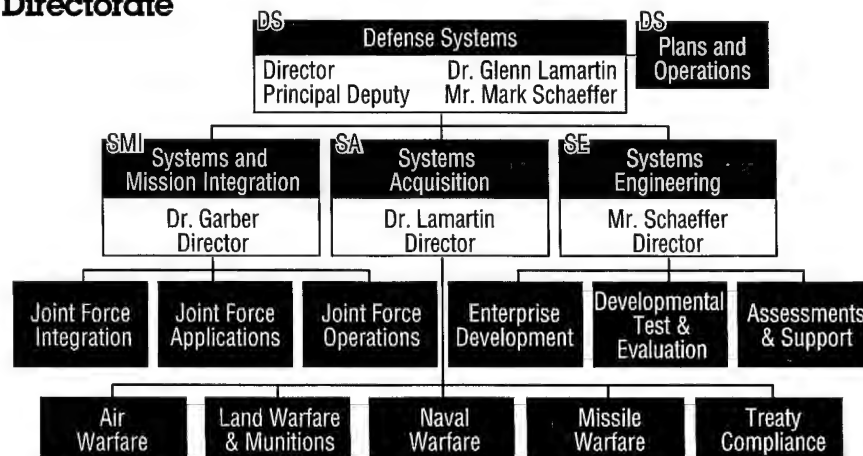 Directorate
DS
Defense Systems
Director Dr. Glenn Lamartin
Principal Deputy Mr. Mark Schaeffer
DS
Plans and
Operations
SMI
Systems and
Mission Integration
Dr. Garber
Director
SA
Systems
Acquisition
Dr. Lamartin
Director
SE
Systems
Engineering
Mr. Schaeffer
Director
Joint Force
Integration
Joint Force
Applications
Joint Force
Operations
Enterprise
Development
Developmental
Test &
Evaluation
Assessments
& Support
Air
Warfare
Land Warfare
& Munitions
Naval
Warfare
Missile
Warfare
Treaty
Compliance